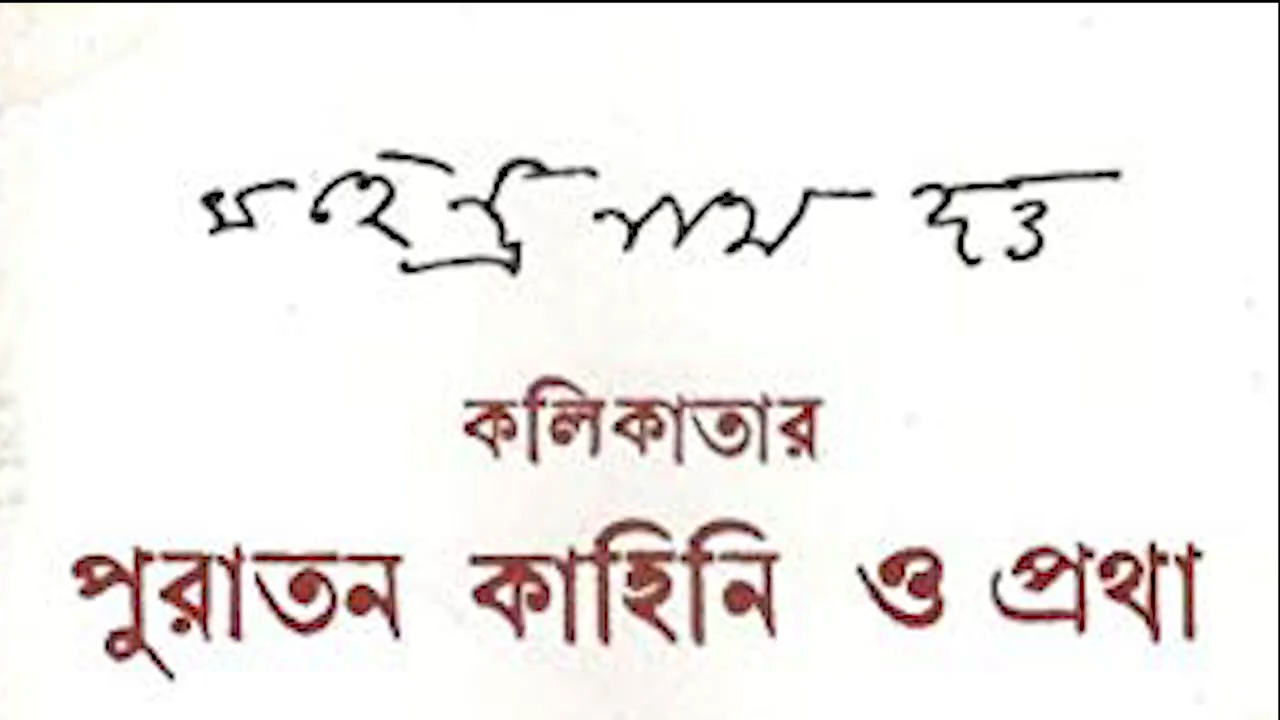 মহেন্দ্রনাথ দত্ত
কলিকাতার
পুরাতন কাহিনি ও প্রথা